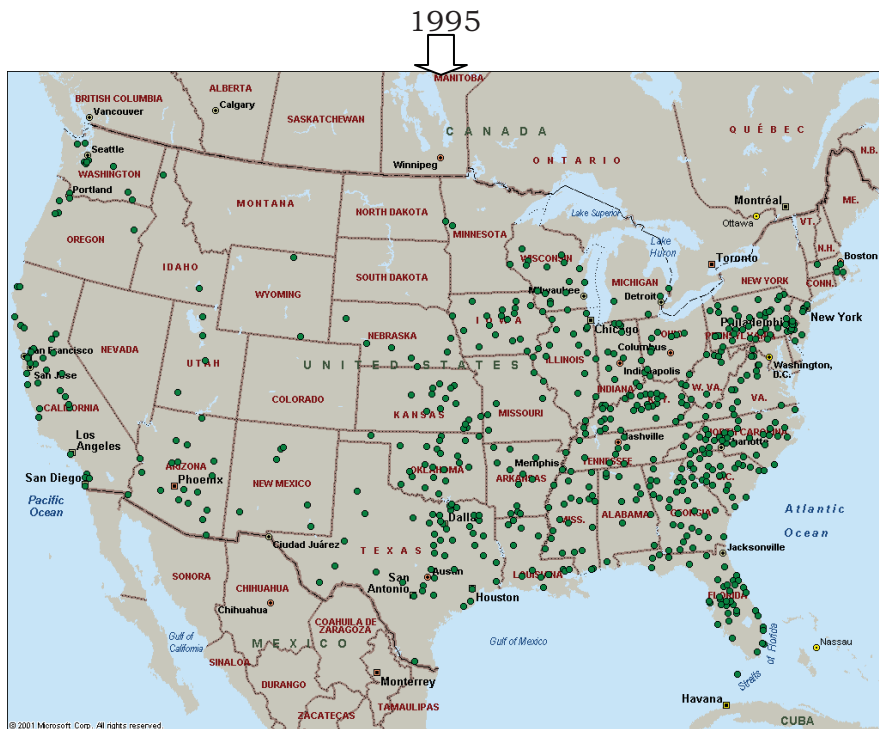 1995
MANITOBA
ALBERTA
BRITISH COLUMBIA
Calgary
Vancouver
SASKATCHEWAN
CANADA
QUÉBEC
ONTARIO
N.B.
Seattle
Winnipeg
WASHINGTON
Portland
MONTANA
NORTH DAKOTA
Lake Superior
Montréal
ME.
Ottawa
VT.
MINNESOTA
OREGON
Lake Huron
N.H.
WISCONSIN
Toronto
Boston
IDAHO
SOUTH DAKOTA
MICHIGAN
NEW YORK
CONN.
WYOMING
Milwaukee
Detroit
New York
Chicago
NEBRASKA
NEVADA
San Francisco
UTAH
UNITED STATES
ILLINOIS
Columbus
Washington, D.C.
San Jose
Indianapolis
COLORADO
INDIANA
W. VA.
VA.
CALIFORNIA
KANSAS
MISSOURI
Los Angeles
Nashville
NORTH CAROLINA
TENNESSEE
Memphis
ARIZONA
OKLAHOMA
ARKANSAS
San Diego
Phoenix
NEW MEXICO
Pacific Ocean
Dallas
MISS.
ALABAMA
GEORGIA
Atlantic Ocean
Ciudad Juárez
TEXAS
Jacksonville
SONORA
Austin
LOUISIANA
CHIHUAHUA
San Antonio
Houston
FLORIDA
Chihuahua
COAHUILA DE ZARAGOZA
Gulf of California
MEXICO
Gulf of Mexico
Straits of Florida
Nassau
SINALOA
DURANGO
Monterrey
Havana
TAMAULIPAS
ZACATECAS
CUBA
© 2001 Microsoft Corp. All rights reserved.